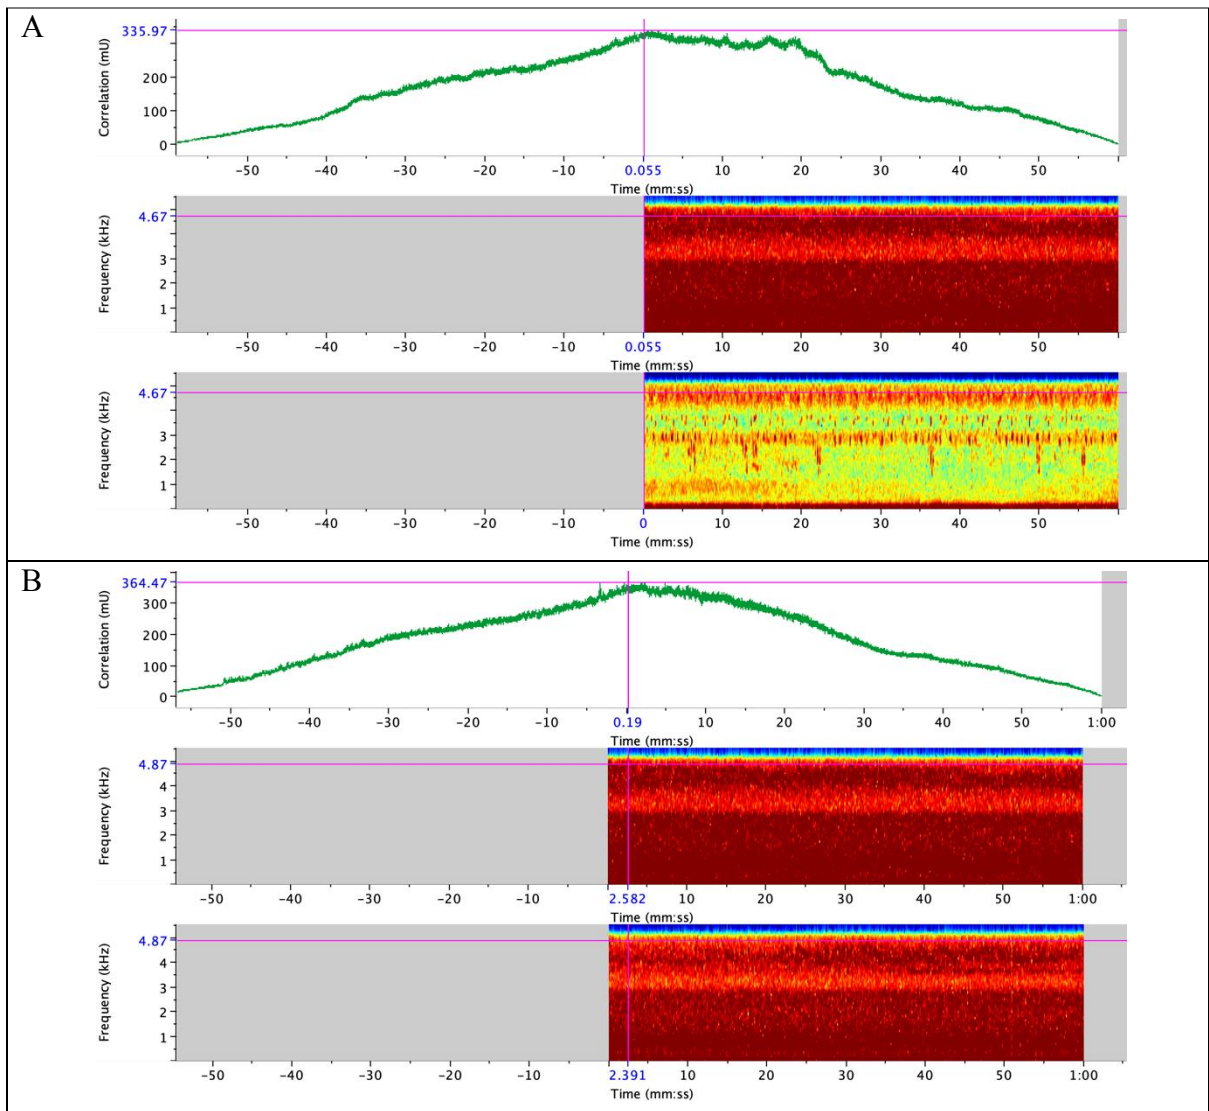 A
335.97
200
100
0
Correlation (mU)
-50 -40 -30 -20 -10 0.055 10 20 30 40 50
Time (mm:ss)
4.67
3
2
1
Frequency (kHz)
-50 -40 -30 -20 -10 0.055 10 20 30 40 50
Time (mm:ss)
4.67
3
2
1
Frequency (kHz)
-50 -40 -30 -20 -10 0 10 20 30 40 50
Time (mm:ss)
B
364.47
300
200
100
0
Correlation (mU)
-50 -40 -30 -20 -10 0.19 10 20 30 40 50 1:00
Time (mm:ss)
4.87
4
3
2
1
Frequency (kHz)
-50 -40 -30 -20 -10 2.582 10 20 30 40 50 1:00
Time (mm:ss)
4.87
4
3
2
1
Frequency (kHz)
-50 -40 -30 -20 -10 2.391 10 20 30 40 50 1:00
Time (mm:ss)